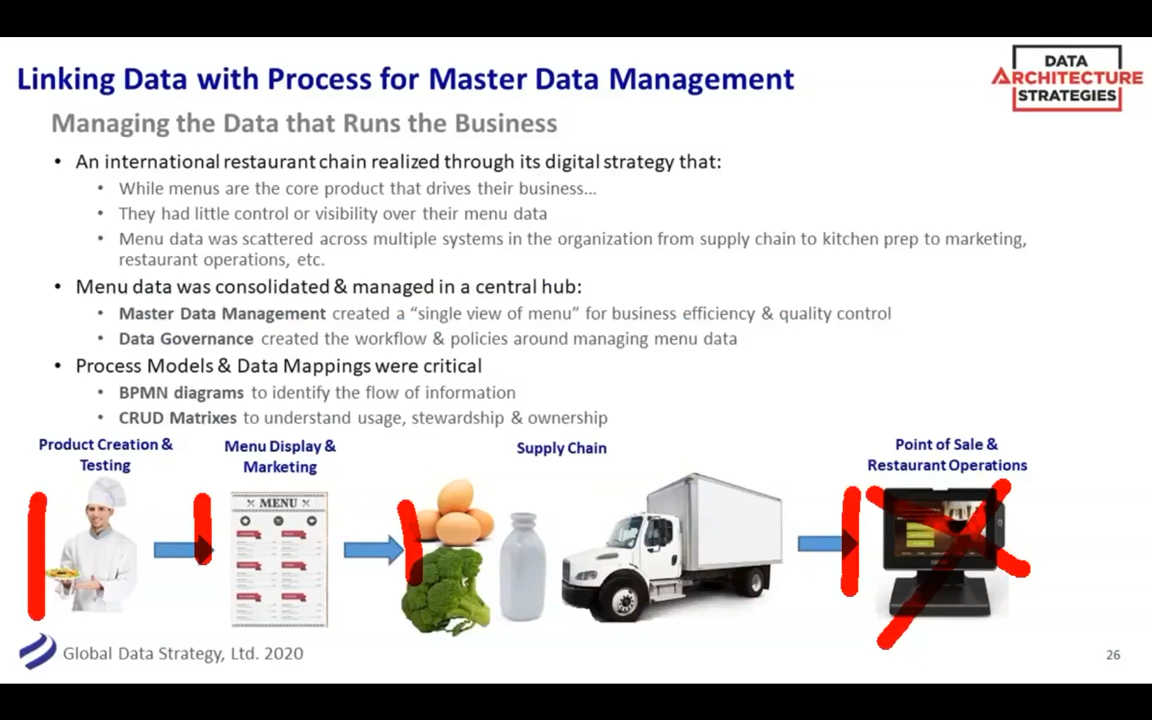 DATA
ARCHITECTURE
STRATEGIES
Linking Data with Process for Master Data Management
Managing the Data that Runs the Business
• An international restaurant chain realized through its digital strategy that:
• While menus are the core product that drives their business...
• They had little control or visibility over their menu data
• Menu data was scattered across multiple systems in the organization from supply chain to kitchen prep to marketing,
restaurant operations, etc.
• Menu data was consolidated & managed in a central hub:
• Master Data Management created a “single view of menu” for business efficiency & quality control
• Data Governance created the workflow & policies around managing menu data
• Process Models & Data Mappings were critical
• BPMN diagrams to identify the flow of information
• CRUD Matrixes to understand usage, stewardship & ownership
Product Creation &
Testing
Menu Display &
Marketing
Supply Chain
Point of Sale &
Restaurant Operations
MENU
Global Data Strategy, Ltd. 2020
26